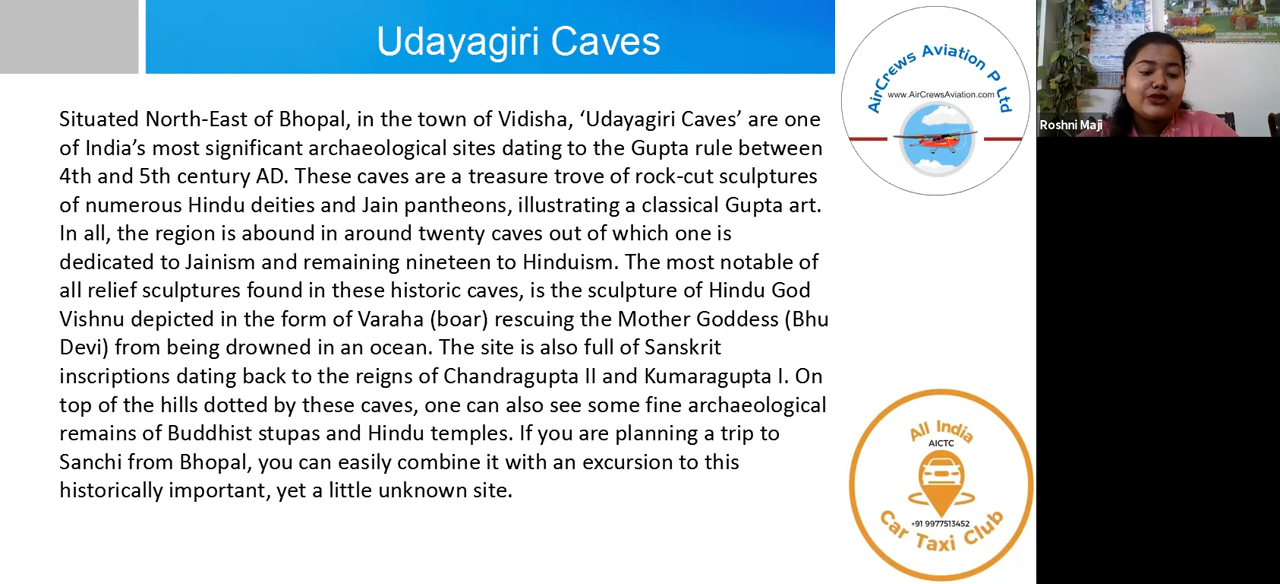 Udayagiri Caves
Situated North-East of Bhopal, in the town of Vidisha, ‘Udayagiri Caves’ are one
of India’s most significant archaeological sites dating to the Gupta rule between
4th and 5th century AD. These caves are a treasure trove of rock-cut sculptures
of numerous Hindu deities and Jain pantheons, illustrating a classical Gupta art.
In all, the region is abound in around twenty caves out of which one is
dedicated to Jainism and remaining nineteen to Hinduism. The most notable of
all relief sculptures found in these historic caves, is the sculpture of Hindu God
Vishnu depicted in the form of Varaha (boar) rescuing the Mother Goddess (Bhu
Devi) from being drowned in an ocean. The site is also full of Sanskrit
inscriptions dating back to the reigns of Chandragupta II and Kumaragupta I. On
top of the hills dotted by these caves, one can also see some fine archaeological
remains of Buddhist stupas and Hindu temples. If you are planning a trip to
Sanchi from Bhopal, you can easily combine it with an excursion to this
historically important, yet a little unknown site.
AirCrews Aviation P Ltd
www.AirCrewsAviation.com
All India
AICTC
+91 9977513452
Car Taxi Club
Roshni Maji